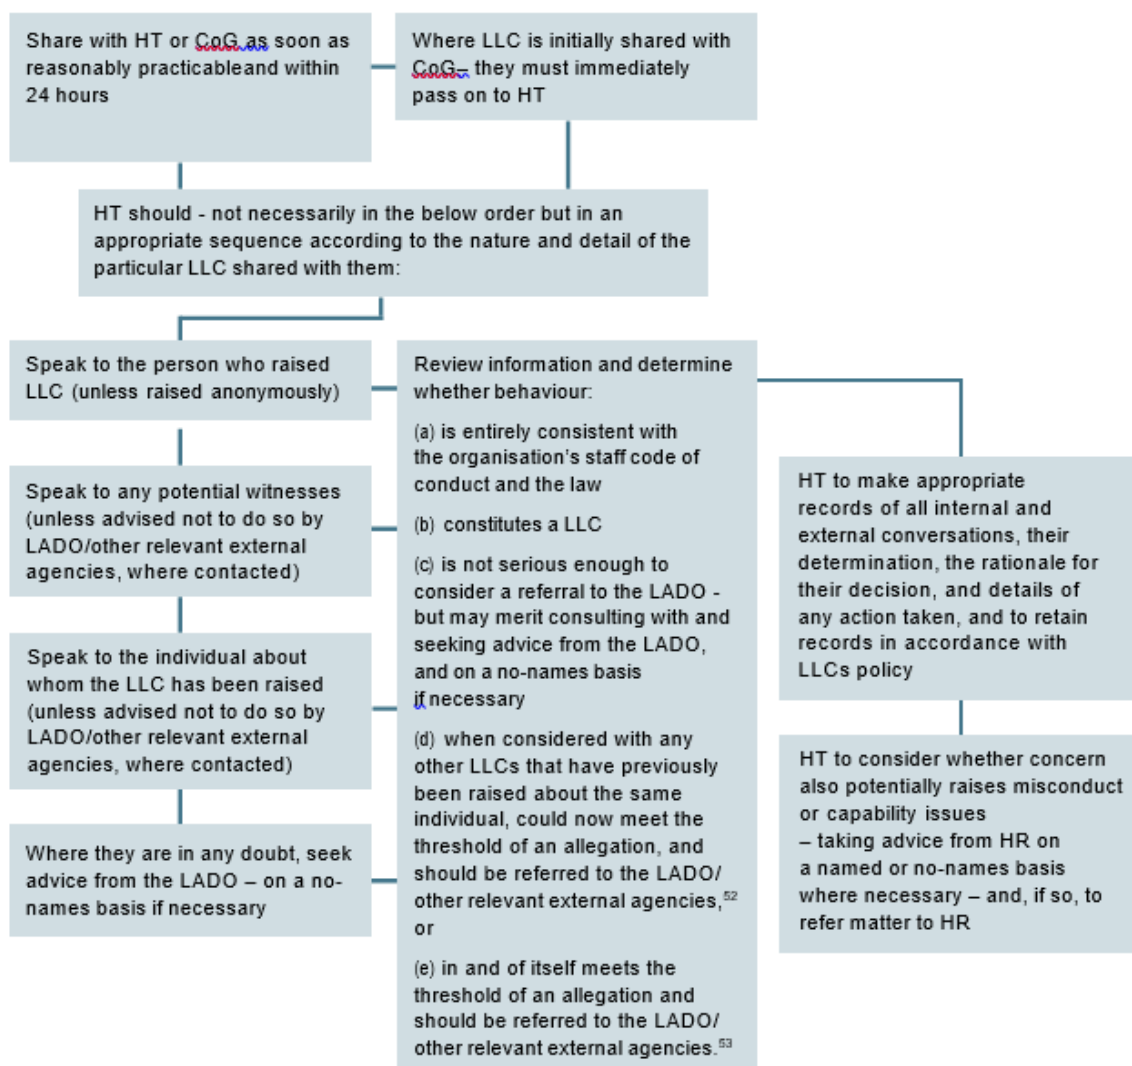 Share with HT or CoG as soon as
reasonably practicableand within
24 hours
Where LLC is initially shared with
CoG– they must immediately
pass on to HT
HT should - not necessarily in the below order but in an
appropriate sequence according to the nature and detail of the
particular LLC shared with them:
Speak to the person who raised
LLC (unless raised anonymously)
Speak to any potential witnesses
(unless advised not to do so by
LADO/other relevant external
agencies, where contacted)
Speak to the individual about
whom the LLC has been raised
(unless advised not to do so by
LADO/other relevant external
agencies, where contacted)
Where they are in any doubt, seek
advice from the LADO – on a no-
names basis if necessary
Review information and determine
whether behaviour:
(a) is entirely consistent with
the organisation’s staff code of
conduct and the law
(b) constitutes a LLC
(c) is not serious enough to
consider a referral to the LADO -
but may merit consulting with and
seeking advice from the LADO,
and on a no-names basis
if necessary
(d) when considered with any
other LLCs that have previously
been raised about the same
individual, could now meet the
threshold of an allegation, and
should be referred to the LADO/
other relevant external agencies,52
or
(e) in and of itself meets the
threshold of an allegation and
should be referred to the LADO/
other relevant external agencies.53
HT to make appropriate
records of all internal and
external conversations, their
determination, the rationale for
their decision, and details of
any action taken, and to retain
records in accordance with
LLCs policy
HT to consider whether concern
also potentially raises misconduct
or capability issues
– taking advice from HR on
a named or no-names basis
where necessary – and, if so, to
refer matter to HR